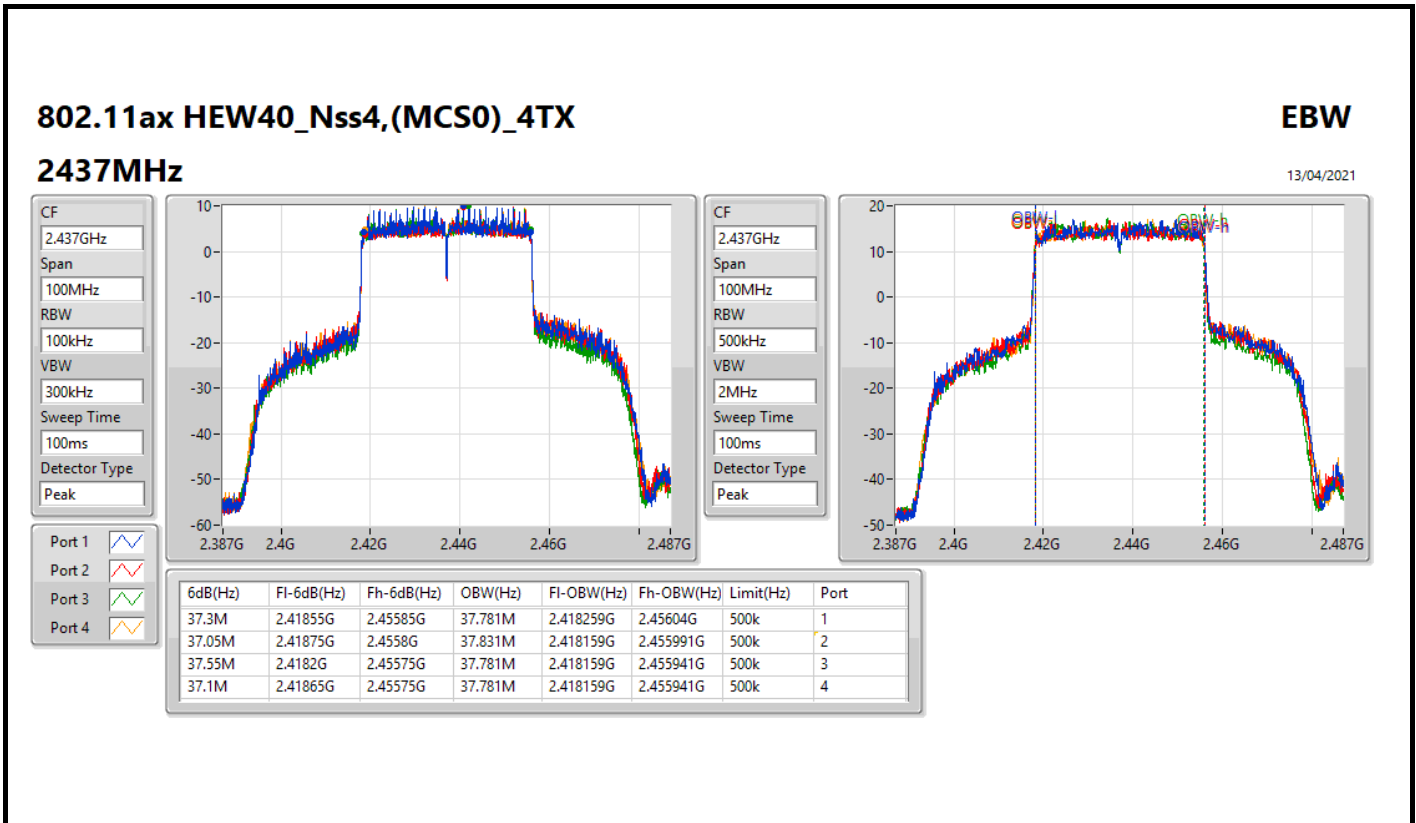 802.11ax HEW40_Nss4,(MCS0)_4TX
EBW
2437MHz
13/04/2021
CF
2.437GHz
Span
100MHz
RBW
100kHz
VBW
300kHz
Sweep Time
100ms
Detector Type
Peak
10
0
-10
-20
-30
-40
-50
-60
2.387G 2.4G 2.42G 2.44G 2.46G 2.487G
CF
2.437GHz
Span
100MHz
RBW
500kHz
VBW
2MHz
Sweep Time
100ms
Detector Type
Peak
20
10
0
-10
-20
-30
-40
-50
OBW-l
OBW-h
2.387G 2.4G 2.42G 2.44G 2.46G 2.487G
Port 1
Port 2
Port 3
Port 4
6dB(Hz) Fl-6dB(Hz) Fh-6dB(Hz) OBW(Hz) Fl-OBW(Hz) Fh-OBW(Hz) Limit(Hz) Port
37.3M 2.41855G 2.45585G 37.781M 2.418259G 2.45604G 500k 1
37.05M 2.41875G 2.4558G 37.831M 2.418159G 2.455991G 500k 2
37.55M 2.4182G 2.45575G 37.781M 2.418159G 2.455941G 500k 3
37.1M 2.41865G 2.45575G 37.781M 2.418159G 2.455941G 500k 4